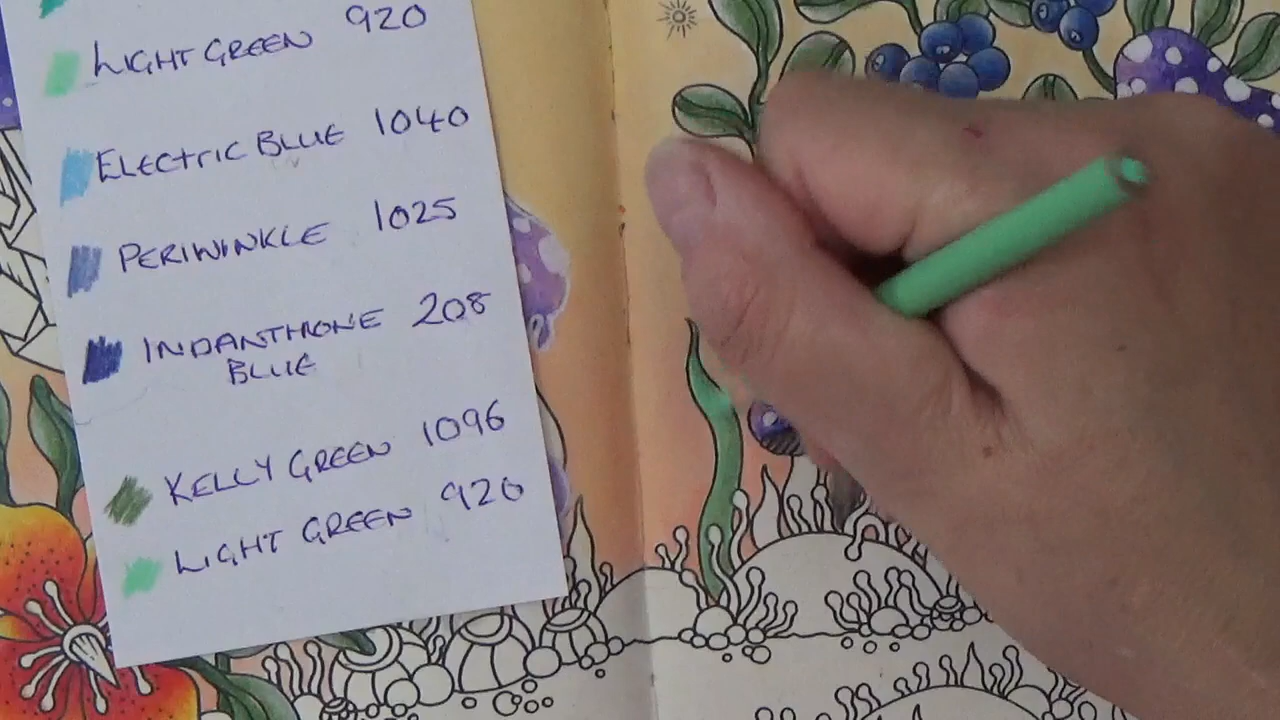 LIGHT GREEN 920
ELECTRIC BLUE 1040
PERIWINKLE 1025
INDANTHRONE 208
BLUE
KELLY GREEN 1096
LIGHT GREEN 920